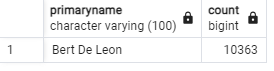 primaryname count
character varying (100) bigint
1 Bert De Leon 10363